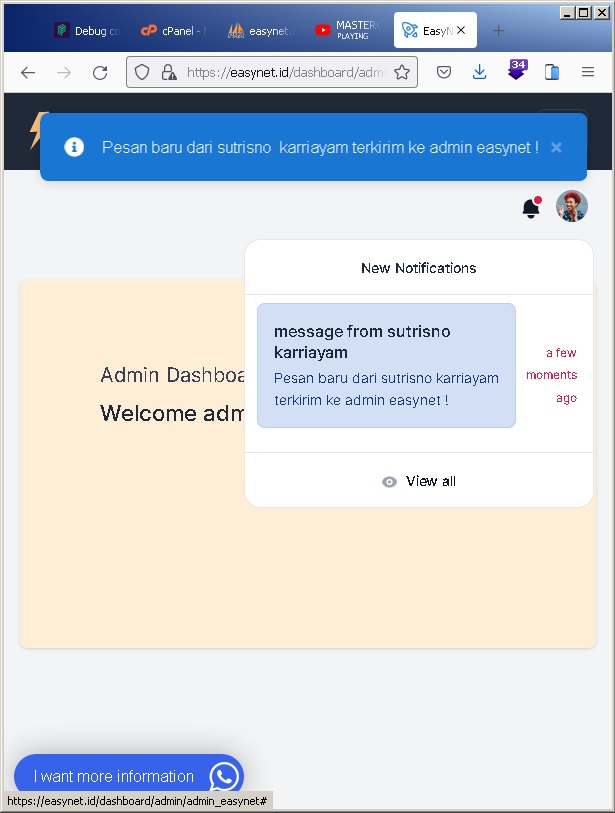 Debug co
cPanel -
easynet.
MASTER
PLAYING
EasyN
https://easynet.id/dashboard/adm
34
Pesan baru dari sutrisno karriayam terkirim ke admin easynet !
New Notifications
message from sutrisno
karriayam
Pesan baru dari sutrisno karriayam
terkirim ke admin easynet !
a few
moments
ago
Admin Dashboa
Welcome adm
View all
I want more information
https://easynet.id/dashboard/admin/admin_easynet#